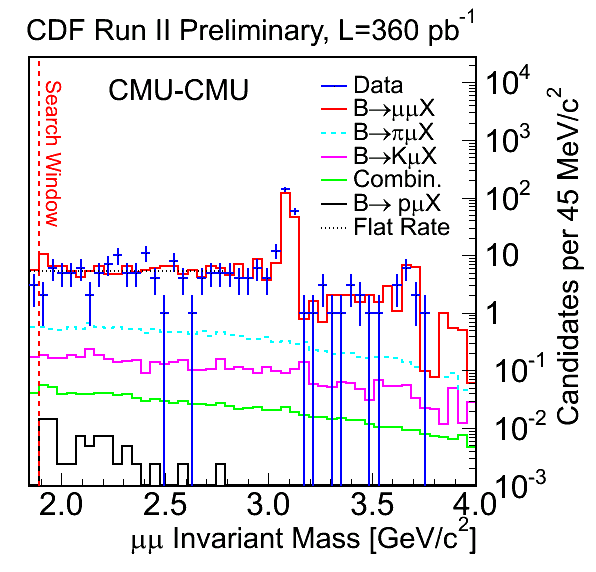 CDF Run II Preliminary, L=360 pb⁻¹
CMU-CMU
Search Window
Data
B→μμX
B→πμX
B→KμX
Combin.
B→ pμX
Flat Rate
10⁴
10³
10²
10
1
10⁻¹
10⁻²
10⁻³
Candidates per 45 MeV/c²
2.0 2.5 3.0 3.5 4.0
μμ Invariant Mass [GeV/c²]